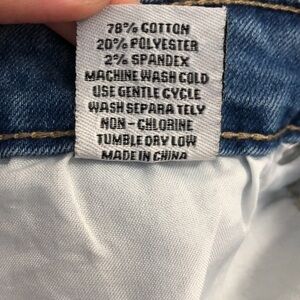 78% COTTON
20% POLYESTER
2% SPANDEX
MACHINE WASH COLD
USE GENTLE CYCLE
WASH SEPARA TELY
NON - CHLORINE
TUMBLE DRY LOW
MADE IN CHINA